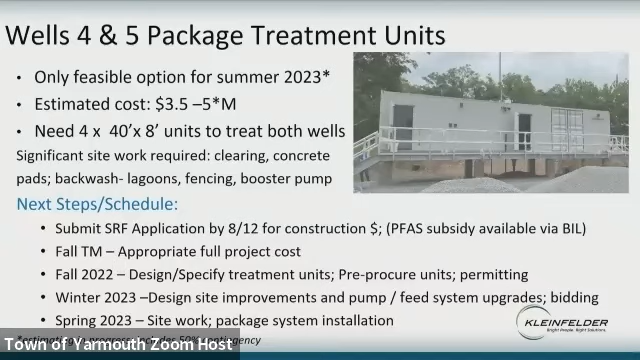 Wells 4 & 5 Package Treatment Units
• Only feasible option for summer 2023*
• Estimated cost: $3.5 –5*M
• Need 4 x 40'x 8' units to treat both wells
Significant site work required: clearing, concrete
pads; backwash- lagoons, fencing, booster pump
Next Steps/Schedule:
• Submit SRF Application by 8/12 for construction $; (PFAS subsidy available via BIL)
• Fall TM – Appropriate full project cost
• Fall 2022 – Design/Specify treatment units; Pre-procure units; permitting
• Winter 2023 –Design site improvements and pump / feed system upgrades; bidding
• Spring 2023 – Site work; package system installation
KLEINFELDER
Bright People. Right Solutions.
Town of Yarmouth Zoom Host